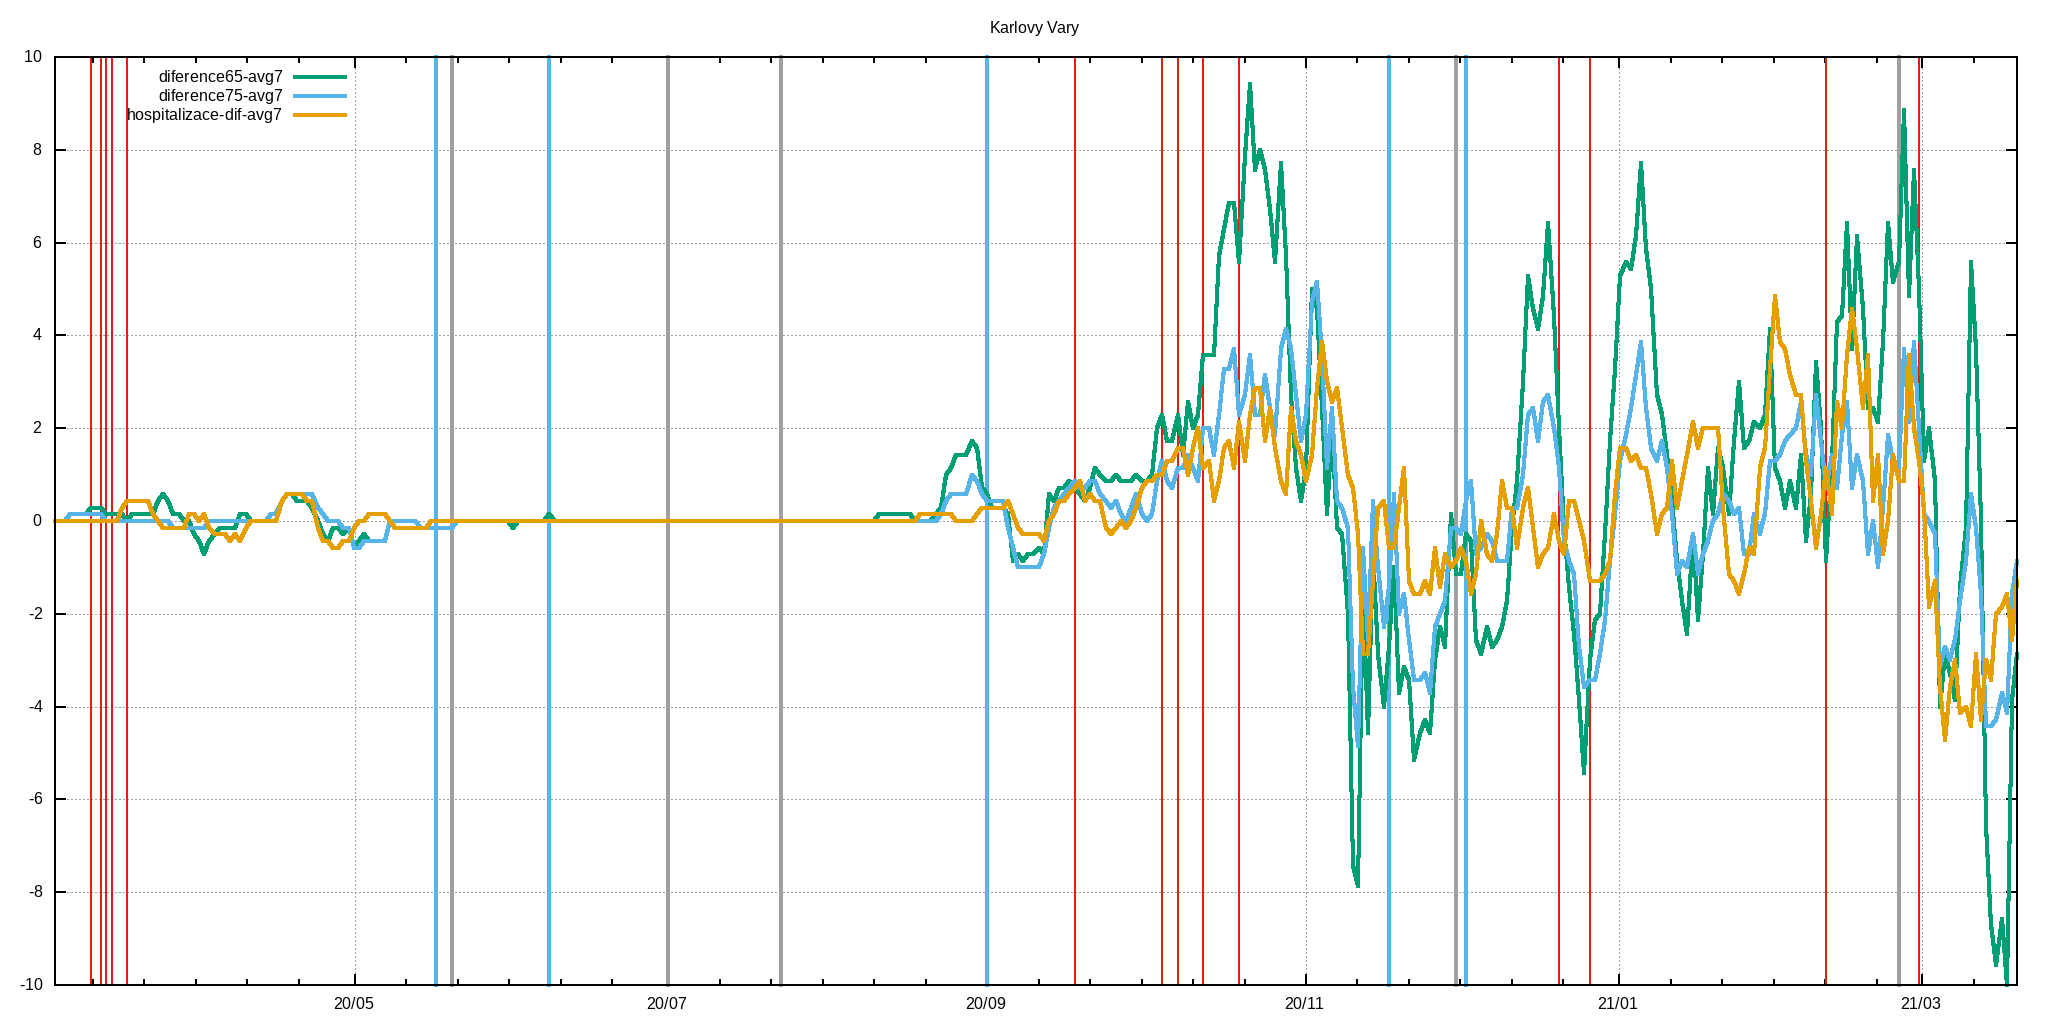 Karlovy Vary
diference65-avg7
diference75-avg7
hospitalizace-dif-avg7
10
8
6
4
2
0
-2
-4
-6
-8
-10
20/05 20/07 20/09 20/11 21/01 21/03